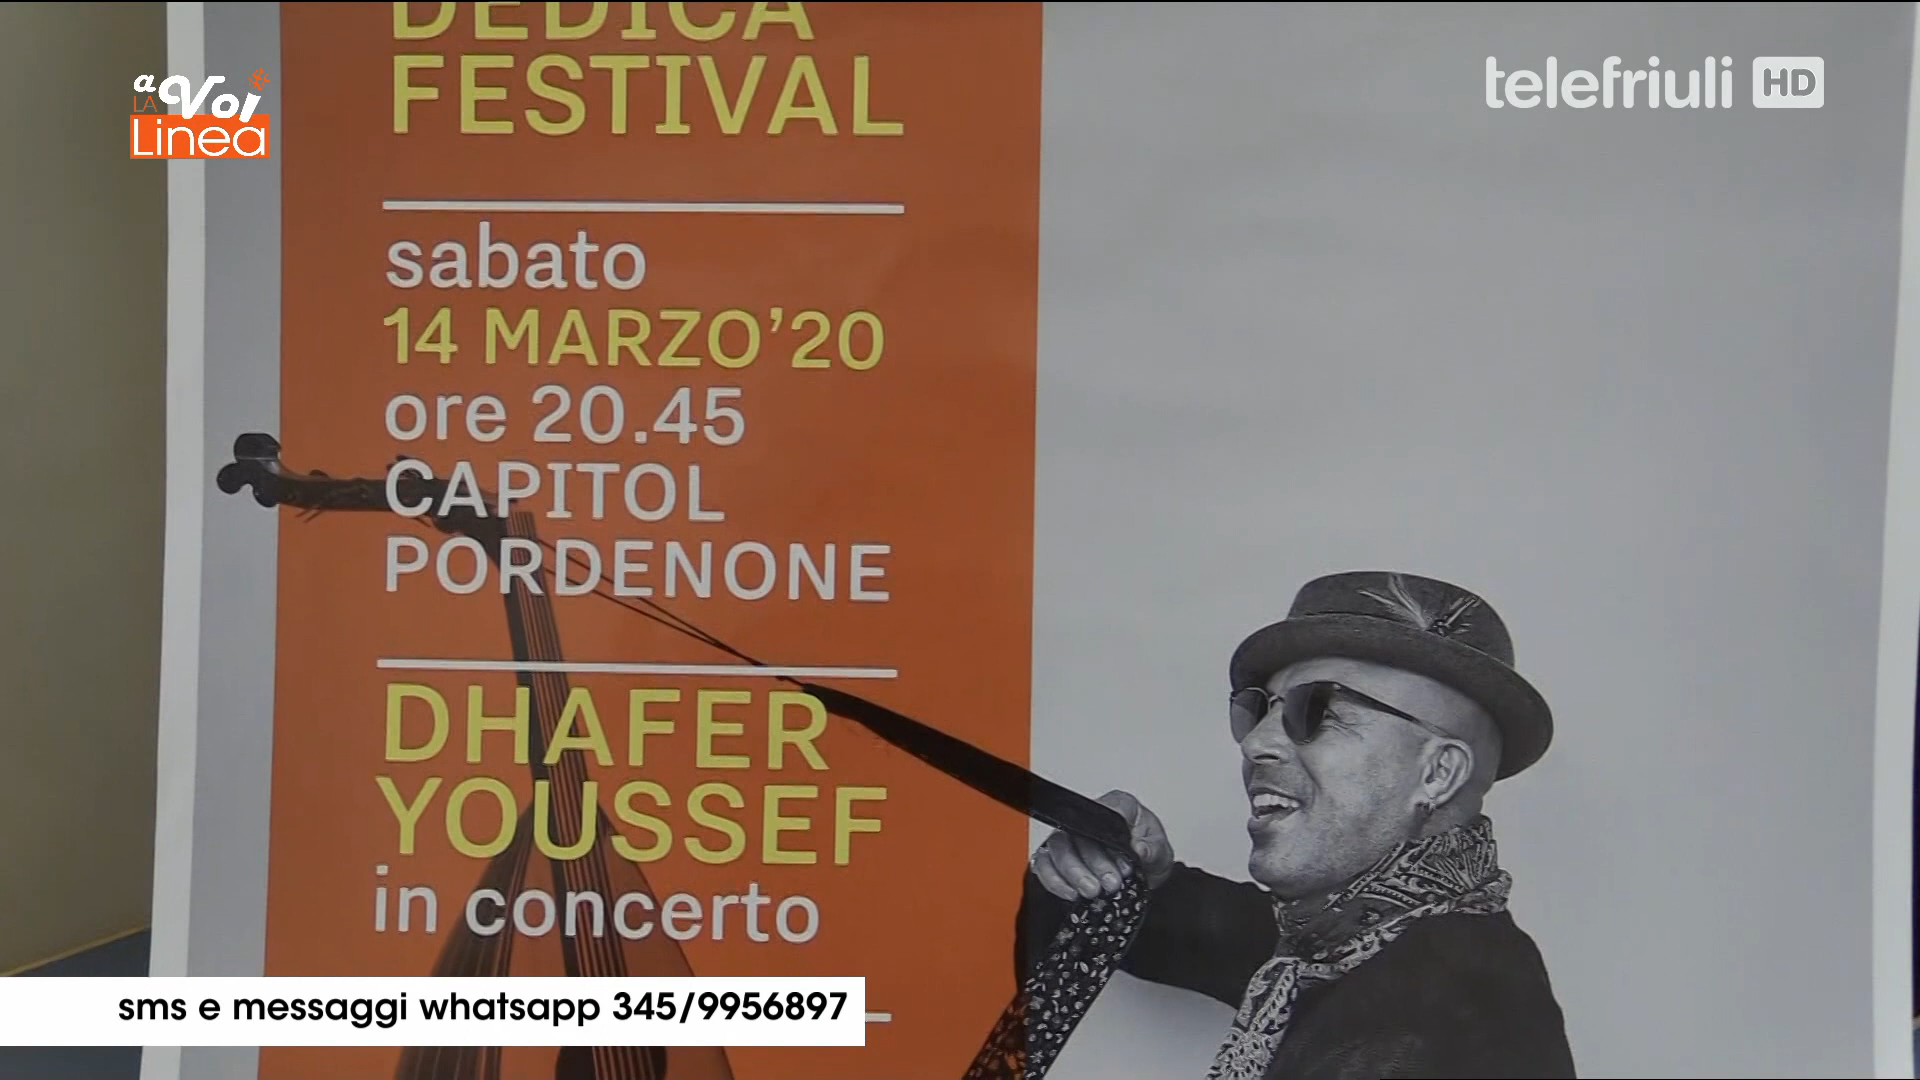 DEDICA
FESTIVAL
a Voi
LA
Linea
telefriuli HD
sabato
14 MARZO'20
ore 20.45
CAPITOL
PORDENONE
DHAFER
YOUSSEF
in concerto
sms e messaggi whatsapp 345/9956897